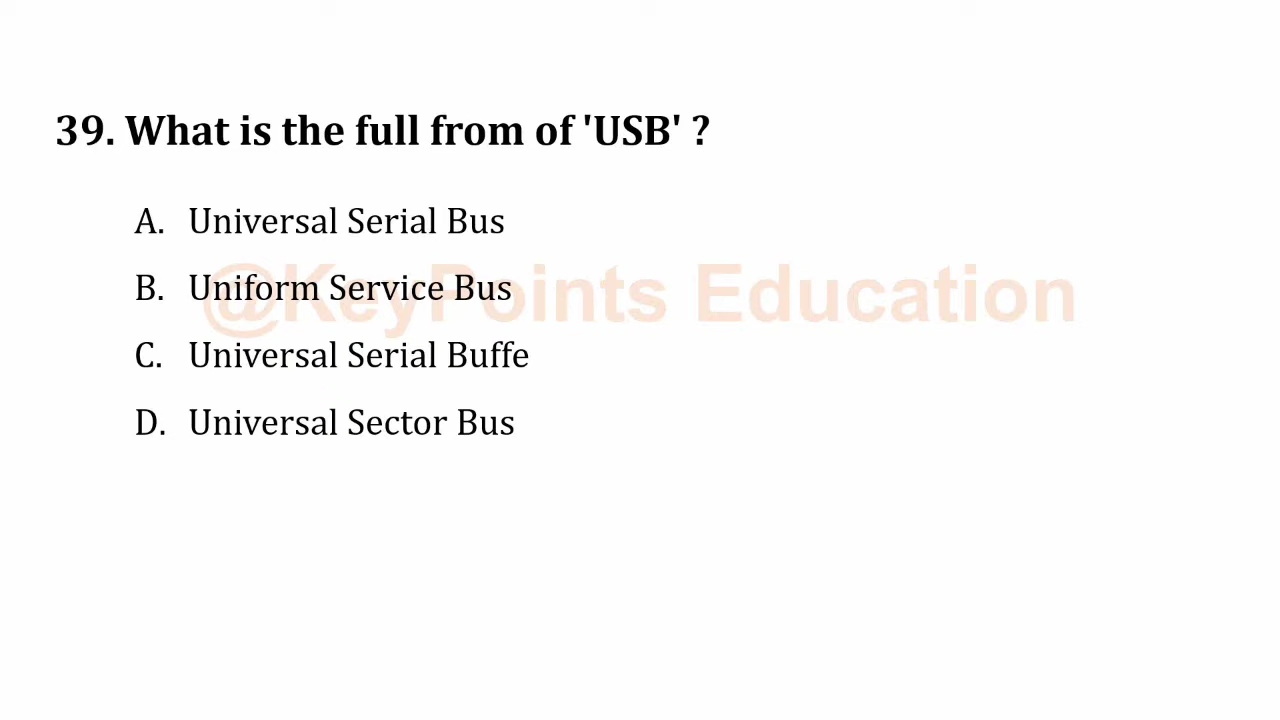 39. What is the full from of 'USB' ?
A. Universal Serial Bus
@KeyPoints Education
B. Uniform Service Bus
C. Universal Serial Buffe
D. Universal Sector Bus